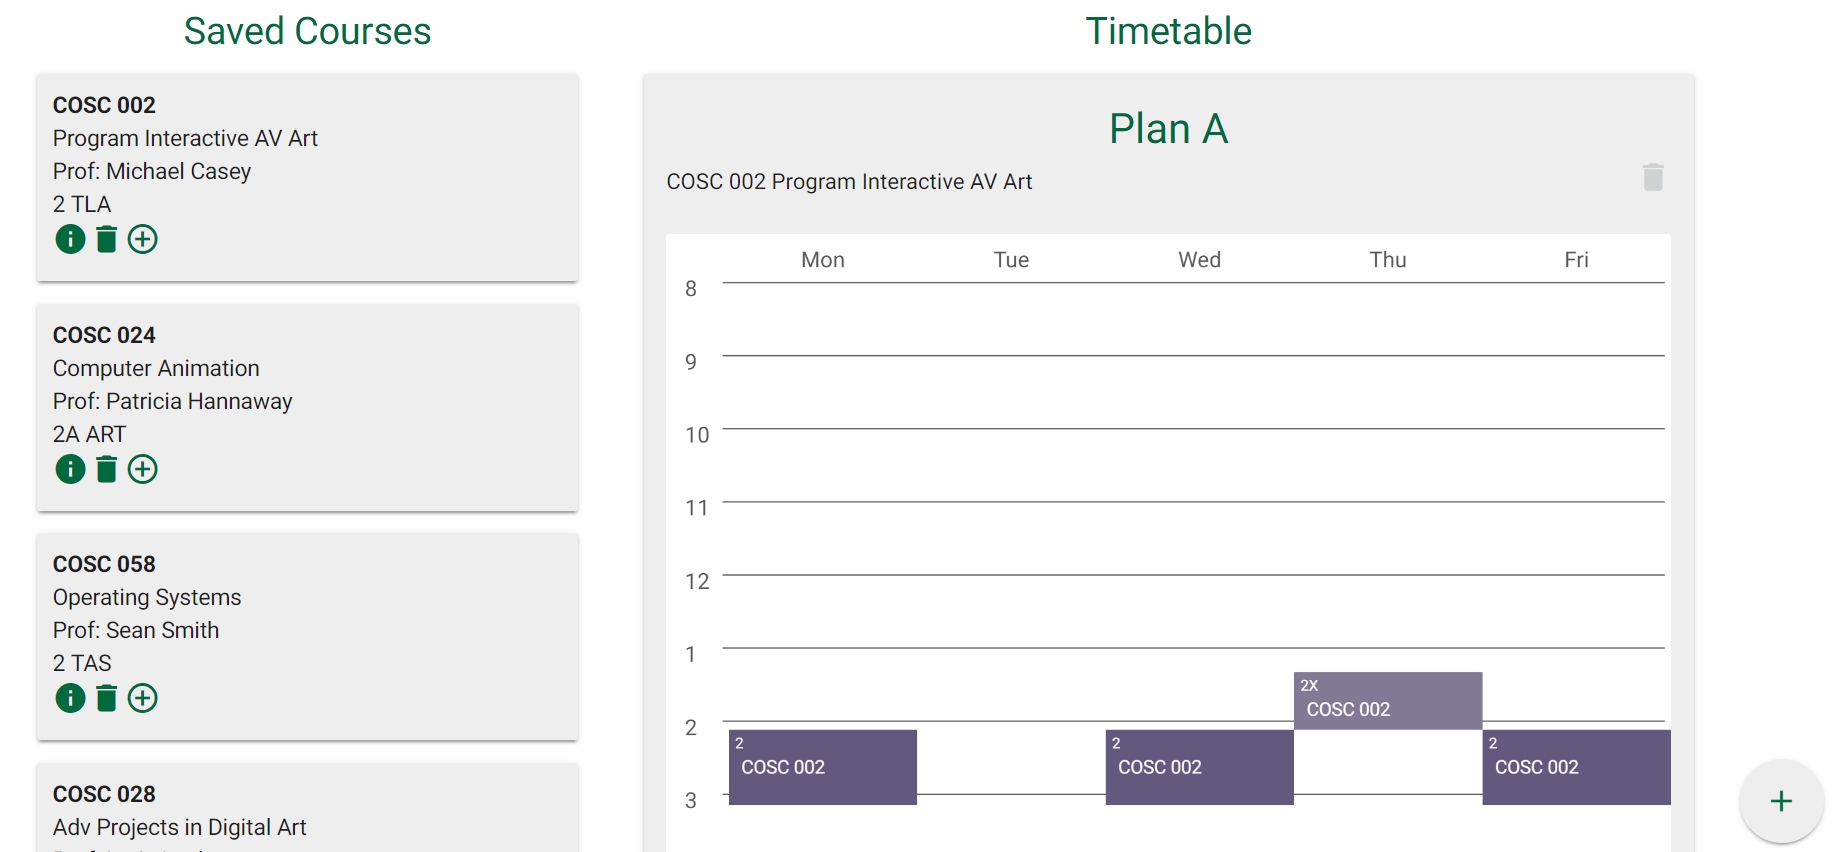 Saved Courses
COSC 002
Program Interactive AV Art
Prof: Michael Casey
2 TLA
COSC 024
Computer Animation
Prof: Patricia Hannaway
2A ART
COSC 058
Operating Systems
Prof: Sean Smith
2 TAS
COSC 028
Adv Projects in Digital Art
Timetable
Plan A
COSC 002 Program Interactive AV Art
Mon Tue Wed Thu Fri
8
9
10
11
12
1
2X
COSC 002
2
2
COSC 002
2
COSC 002
2
COSC 002
3